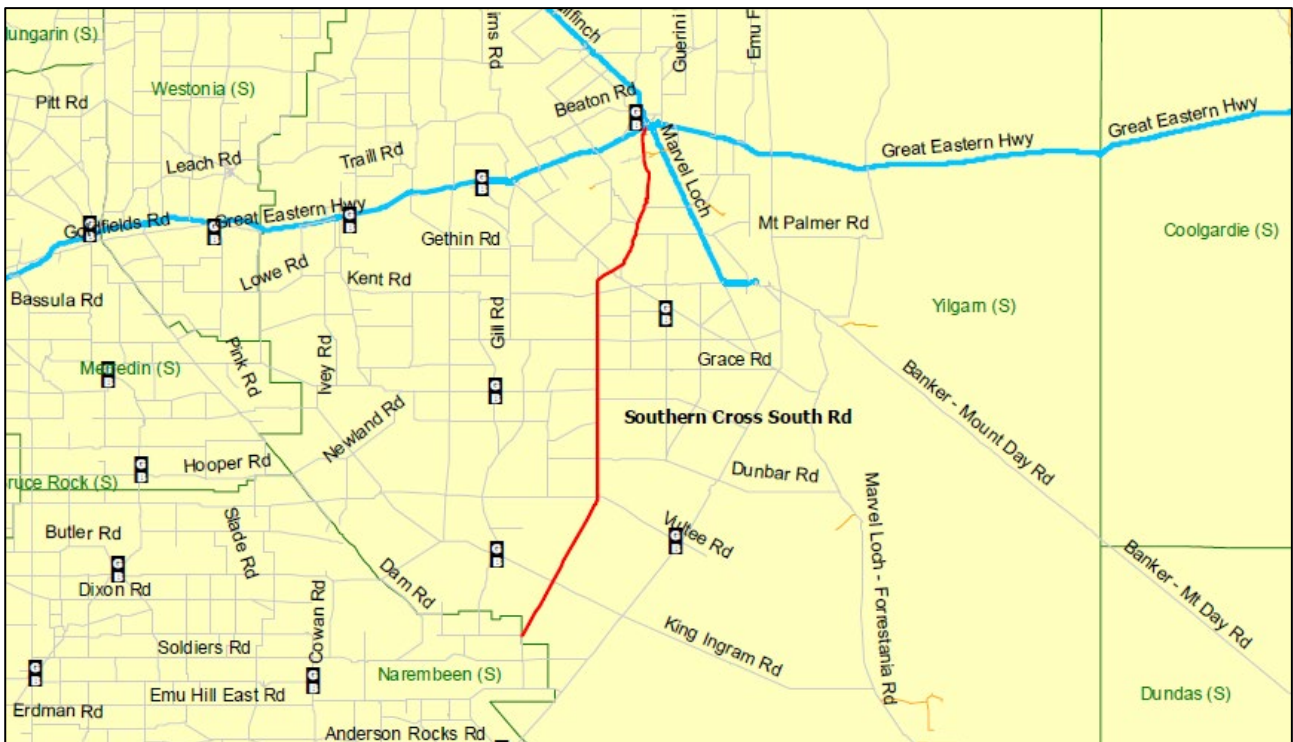 Westonia (S)
Pitt Rd
Beaton Rd
Guerini
Leach Rd
Traill Rd
Marvel Loch
Great Eastern Hwy
Great Eastern Hwy
Goldfields Rd
Great Eastern Hwy
Gethin Rd
Mt Palmer Rd
Coolgardie (S)
Lowe Rd
Kent Rd
Bassula Rd
Gill Rd
Yilgarn (S)
Merredin (S)
Pink Rd
Ivey Rd
Grace Rd
Banker - Mount Day Rd
Newland Rd
Southern Cross South Rd
Hooper Rd
Dunbar Rd
ruce Rock (S)
Slade Rd
Butler Rd
Vultee Rd
Marvel Loch - Forrestania Rd
Dixon Rd
Dam Rd
Banker - Mt Day Rd
Cowan Rd
Soldiers Rd
King Ingram Rd
Narembeen (S)
Emu Hill East Rd
Dundas (S)
Erdman Rd
Anderson Rocks Rd